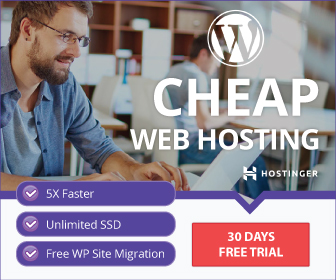 CHEAP
WEB HOSTING
HOSTINGER
5X Faster
Unlimited SSD
Free WP Site Migration
30 DAYS
FREE TRIAL